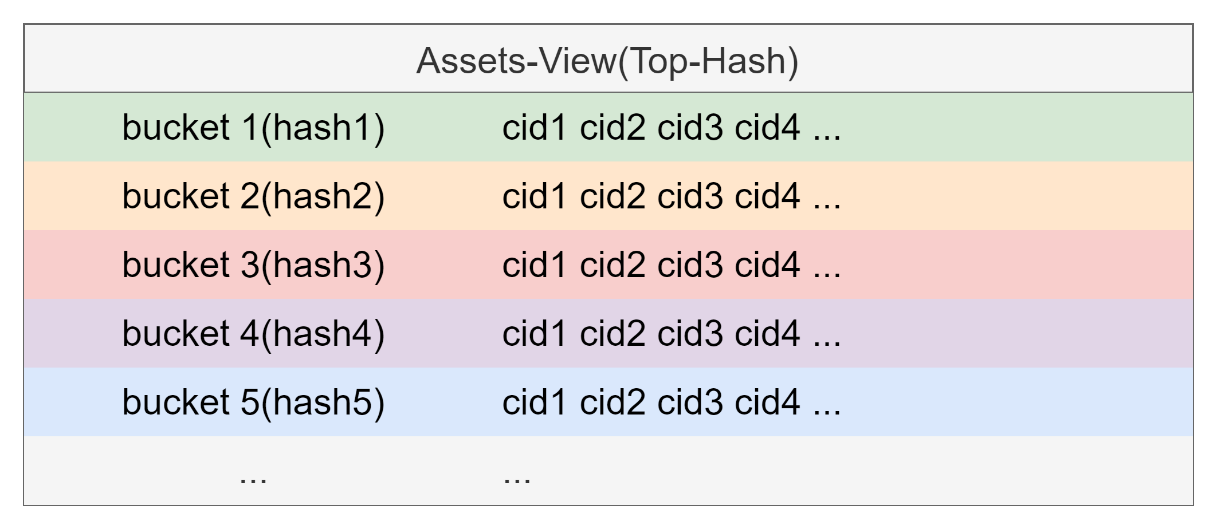 Assets-View(Top-Hash)
bucket 1(hash1) cid1 cid2 cid3 cid4 ...
bucket 2(hash2) cid1 cid2 cid3 cid4 ...
bucket 3(hash3) cid1 cid2 cid3 cid4 ...
bucket 4(hash4) cid1 cid2 cid3 cid4 ...
bucket 5(hash5) cid1 cid2 cid3 cid4 ...
... ...